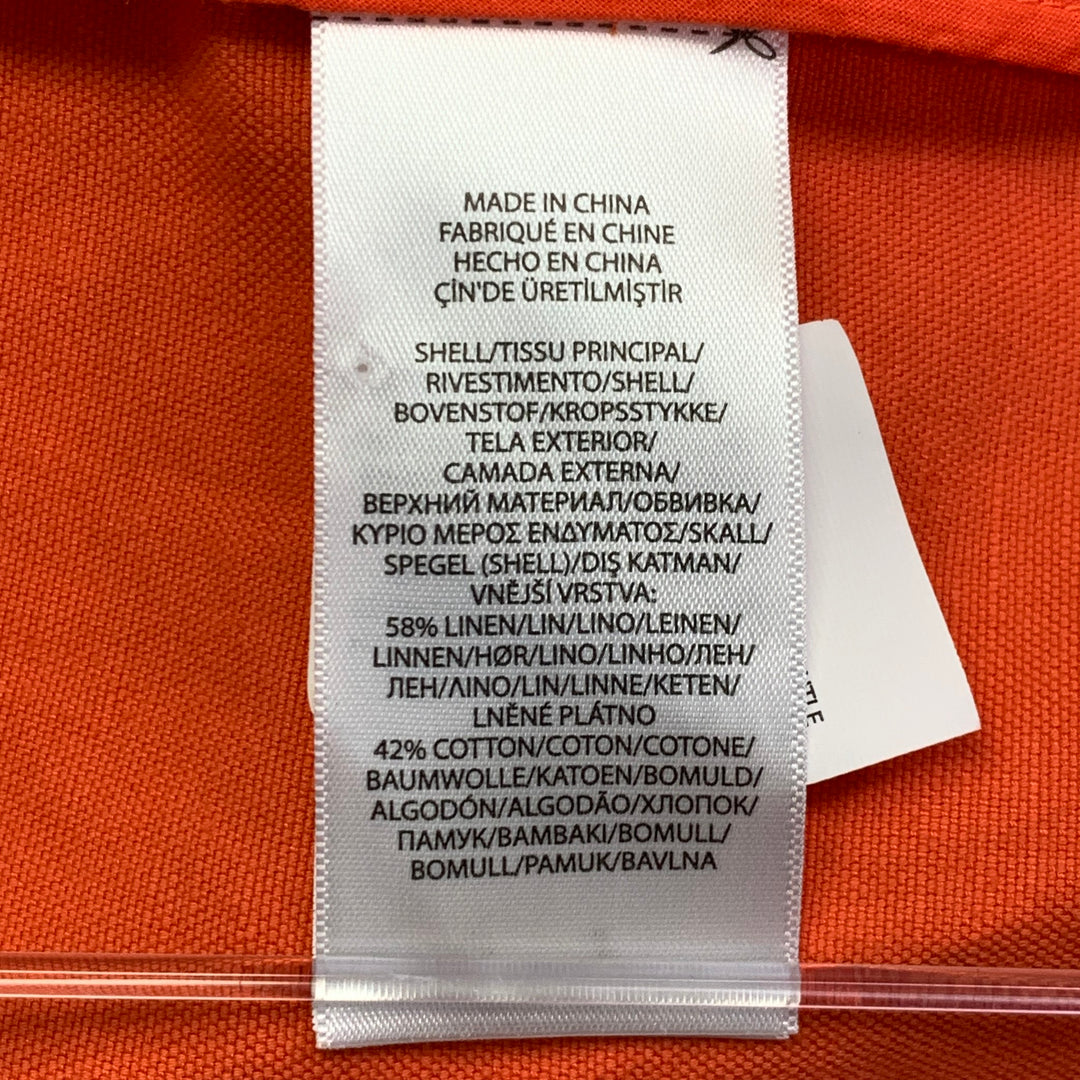 MADE IN CHINA
FABRIQUÉ EN CHINE
HECHO EN CHINA
ÇİN'DE ÜRETİLMİŞTİR
SHELL/TISSU PRINCIPAL/
RIVESTIMENTO/SHELL/
BOVENSTOF/KROPSSTYKKE/
TELA EXTERIOR/
CAMADA EXTERNA/
ВЕРХНИЙ МАТЕРИАЛ/ОБВИВКА/
ΚΥΡΙΟ ΜΕΡΟΣ ΕΝΔΥΜΑΤΟΣ/SKALL/
SPEGEL (SHELL)/DIŞ KATMAN/
VNĚJŠÍ VRSTVA:
58% LINEN/LIN/LINO/LEINEN/
LINNEN/HØR/LINO/LINHO/ЛЕН/
ЛЕН/ΛΙΝΟ/LIN/LINNE/KETEN/
LNĚNÉ PLÁTNO
42% COTTON/COTON/COTONE/
BAUMWOLLE/KATOEN/BOMULD/
ALGODÓN/ALGODÃO/ХЛОПОК/
ПАМУК/ΒΑΜΒΑΚΙ/BOMULL/
BOMULL/PAMUK/BAVLNA